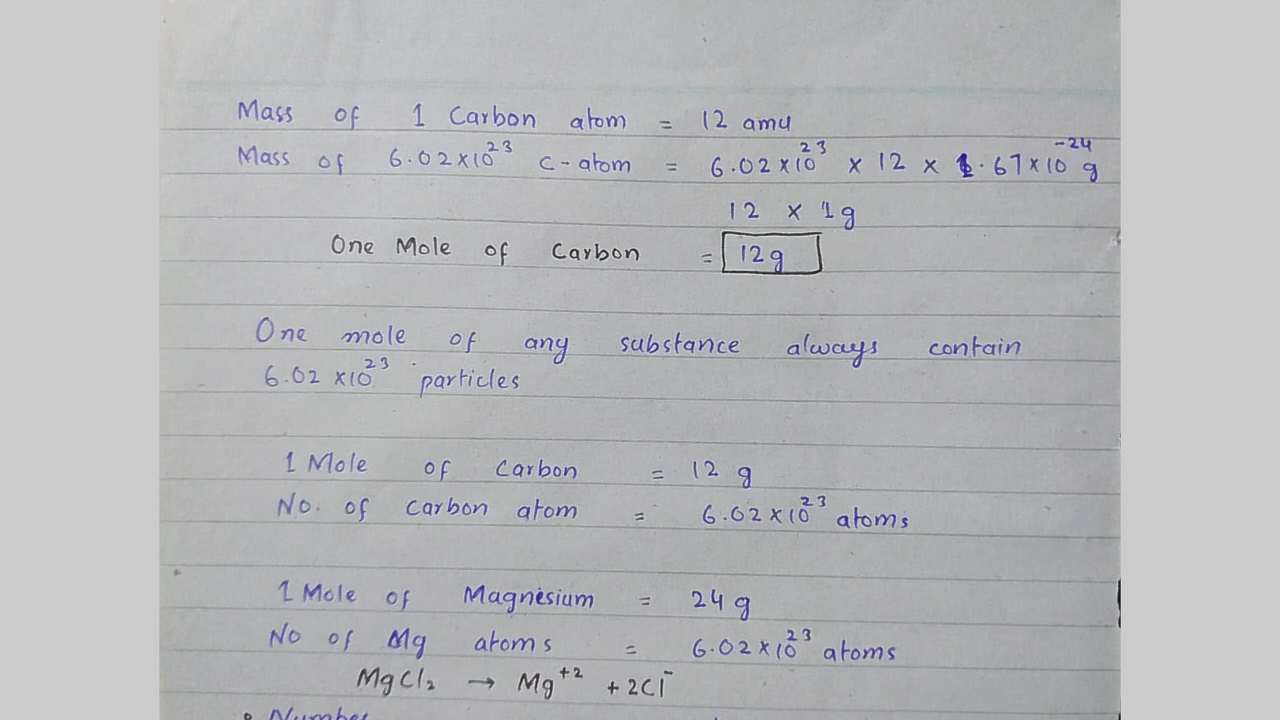 Mass of 1 Carbon atom = 12 amu
Mass of 6.02×10²³ C-atom = 6.02×10²³ × 12 × 1.67×10⁻²⁴ g
12 × 1g
One Mole of Carbon = 12g
One mole of any substance always contain
6.02×10²³ particles
1 Mole of Carbon = 12 g
No. of carbon atom = 6.02×10²³ atoms
1 Mole of Magnesium = 24 g
No of Mg atoms = 6.02×10²³ atoms
MgCl₂ → Mg⁺² + 2Cl⁻
• Number